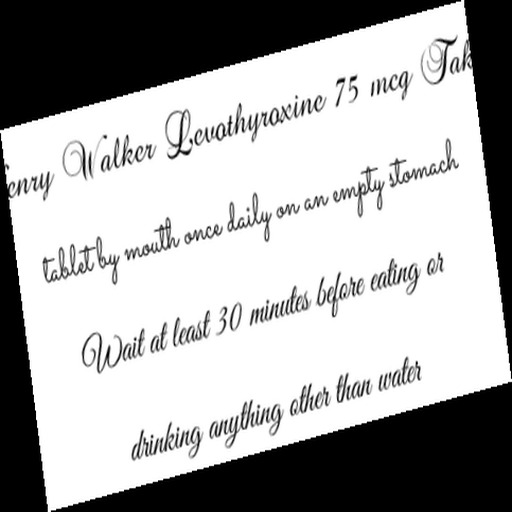 enry Walker Levothyroxine 75 mcg Tak
tablet by mouth once daily on an empty stomach
Wait at least 30 minutes before eating or
drinking anything other than water